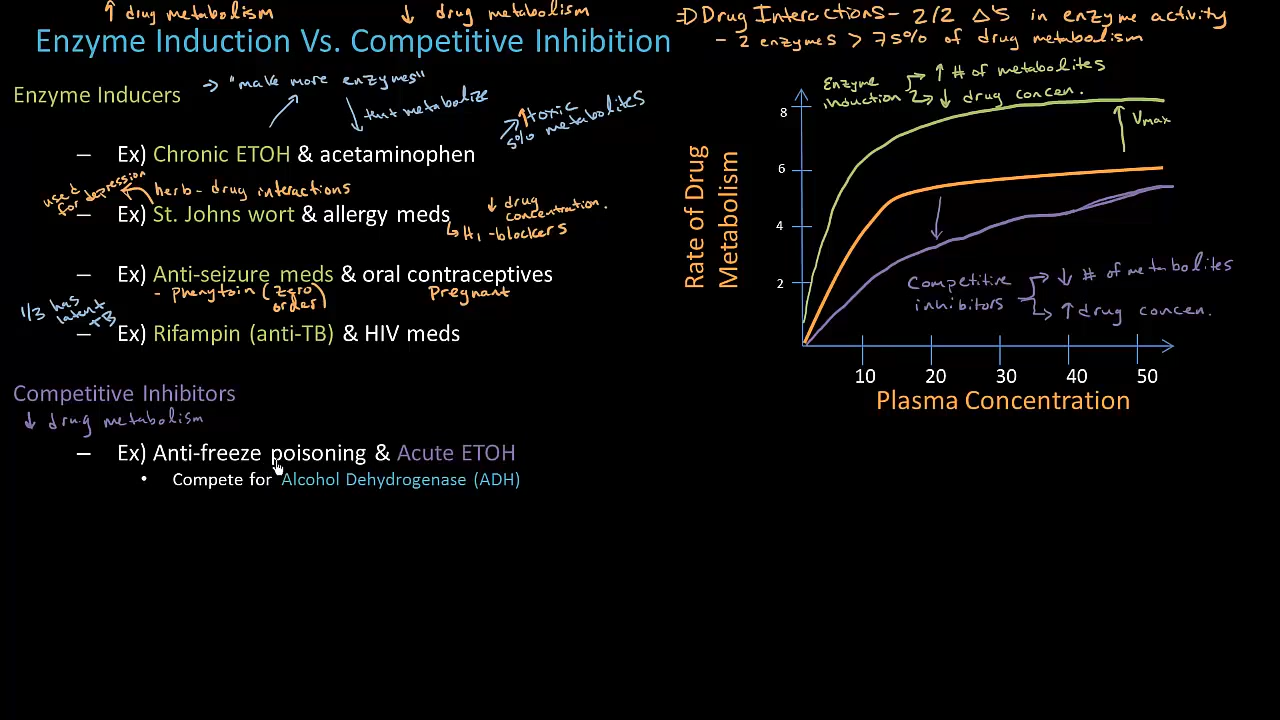 ↑ drug metabolism
↓ drug metabolism
Enzyme Induction Vs. Competitive Inhibition
⇒ Drug Interactions - 2/2 Δ's in enzyme activity
- 2 enzymes > 75% of drug metabolism
Enzyme Inducers
→ "make more enzymes"
that metabolize
↑ toxic
5% metabolites
– Ex) Chronic ETOH & acetaminophen
used for depression
herb-drug interactions
– Ex) St. Johns wort & allergy meds
↓ drug concentration.
↳ H1-blockers
– Ex) Anti-seizure meds & oral contraceptives
- phenytoin (zero order)
Pregnant
1/3 has latent TB
– Ex) Rifampin (anti-TB) & HIV meds
Competitive Inhibitors
↓ drug metabolism
– Ex) Anti-freeze poisoning & Acute ETOH
• Compete for Alcohol Dehydrogenase (ADH)
Enzyme induction
↑ # of metabolites
↓ drug concen.
Vmax
Rate of Drug
Metabolism
8
6
4
2
Competitive inhibitors
↓ # of metabolites
↑ drug concen.
10 20 30 40 50
Plasma Concentration